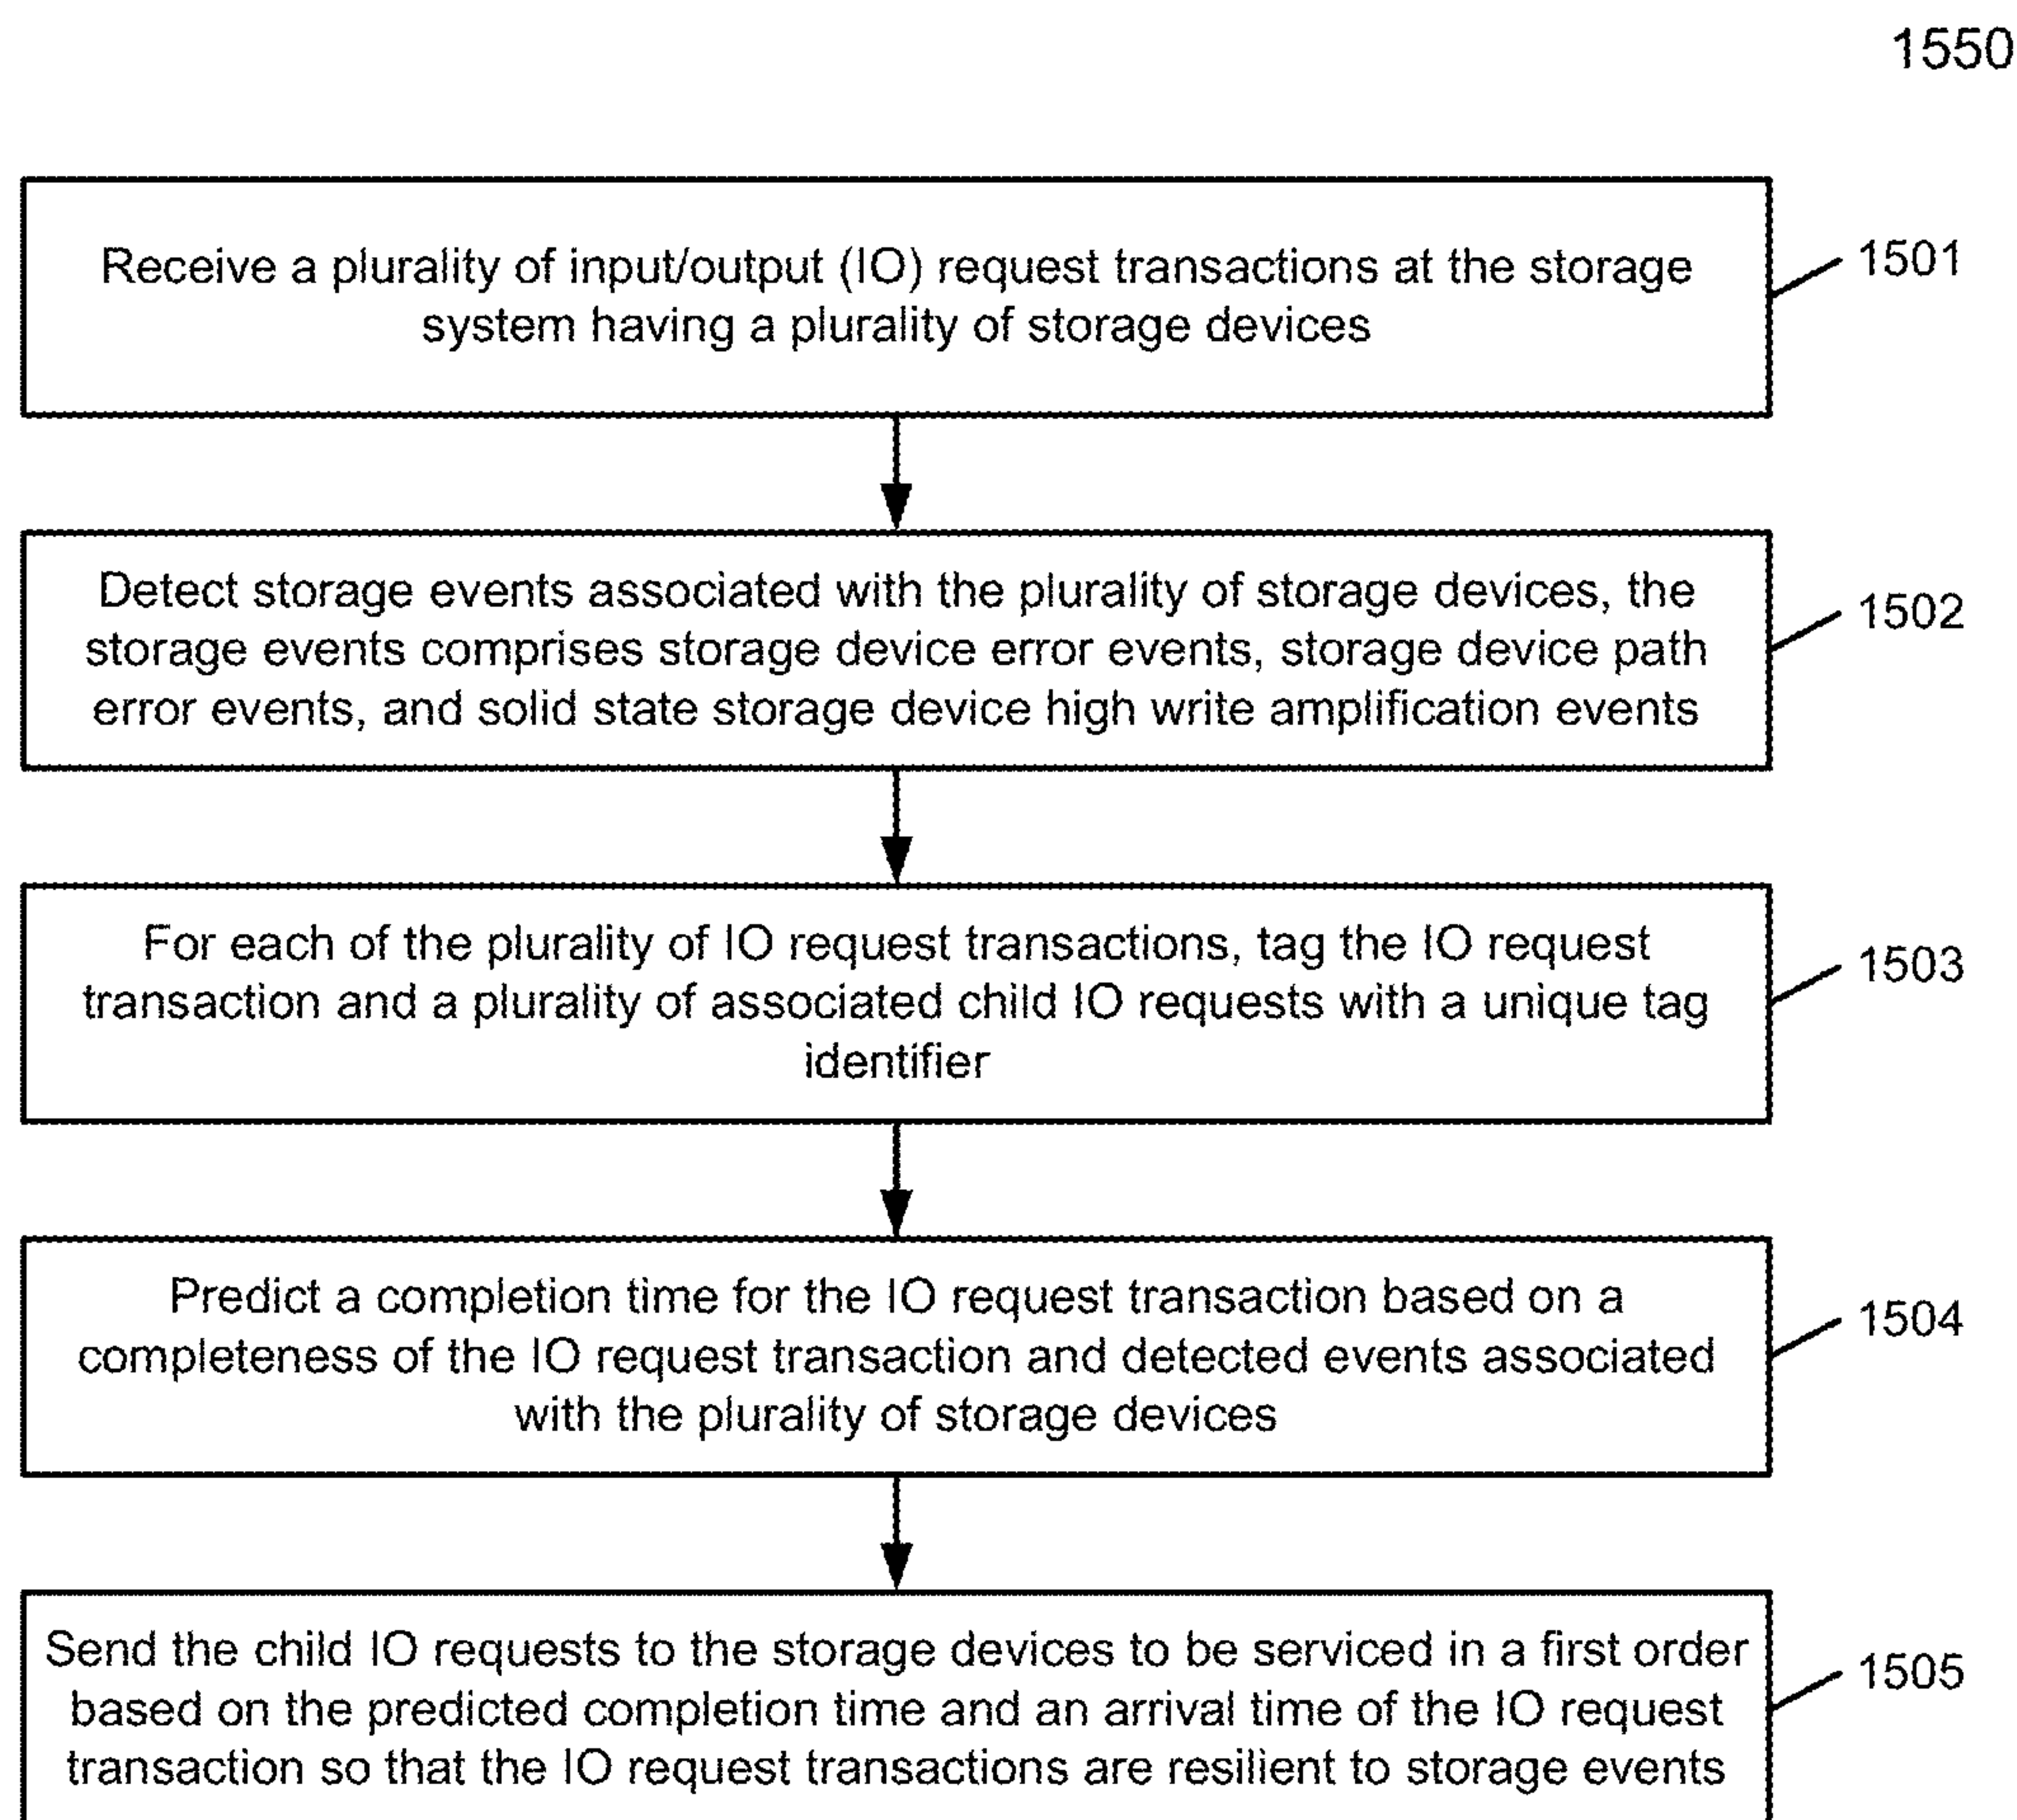 1550
Receive a plurality of input/output (IO) request transactions at the storage
system having a plurality of storage devices
1501
Detect storage events associated with the plurality of storage devices, the
storage events comprises storage device error events, storage device path
error events, and solid state storage device high write amplification events
1502
For each of the plurality of IO request transactions, tag the IO request
transaction and a plurality of associated child IO requests with a unique tag
identifier
1503
Predict a completion time for the IO request transaction based on a
completeness of the IO request transaction and detected events associated
with the plurality of storage devices
1504
Send the child IO requests to the storage devices to be serviced in a first order
based on the predicted completion time and an arrival time of the IO request
transaction so that the IO request transactions are resilient to storage events
1505